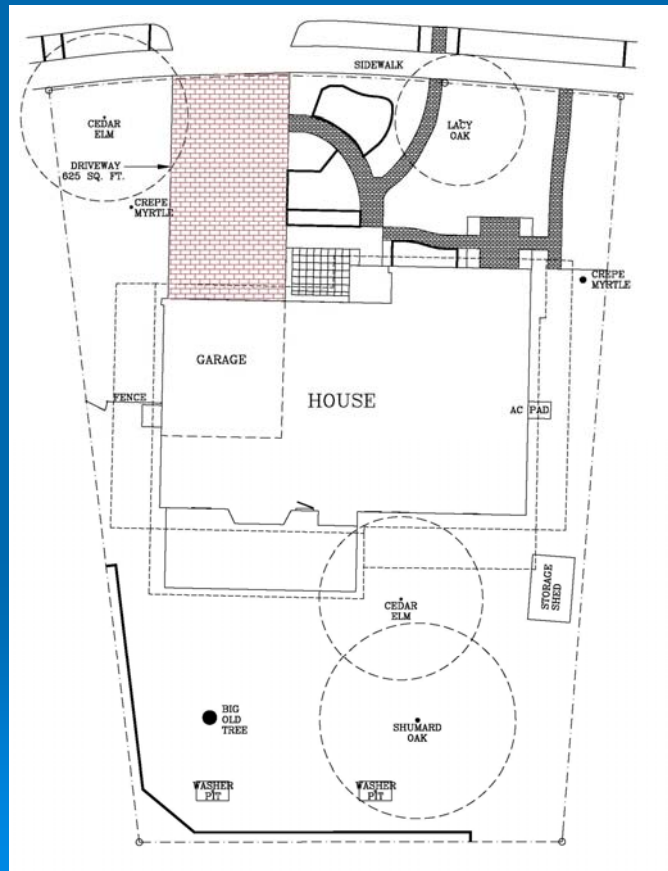 SIDEWALK
CEDAR
ELM
LACY
OAK
DRIVEWAY
625 SQ. FT.
CREPE
MYRTLE
CREPE
MYRTLE
GARAGE
HOUSE
FENCE
AC PAD
STORAGE
SHED
CEDAR
ELM
BIG
OLD
TREE
SHUMARD
OAK
WASHER
PIT
WASHER
PIT